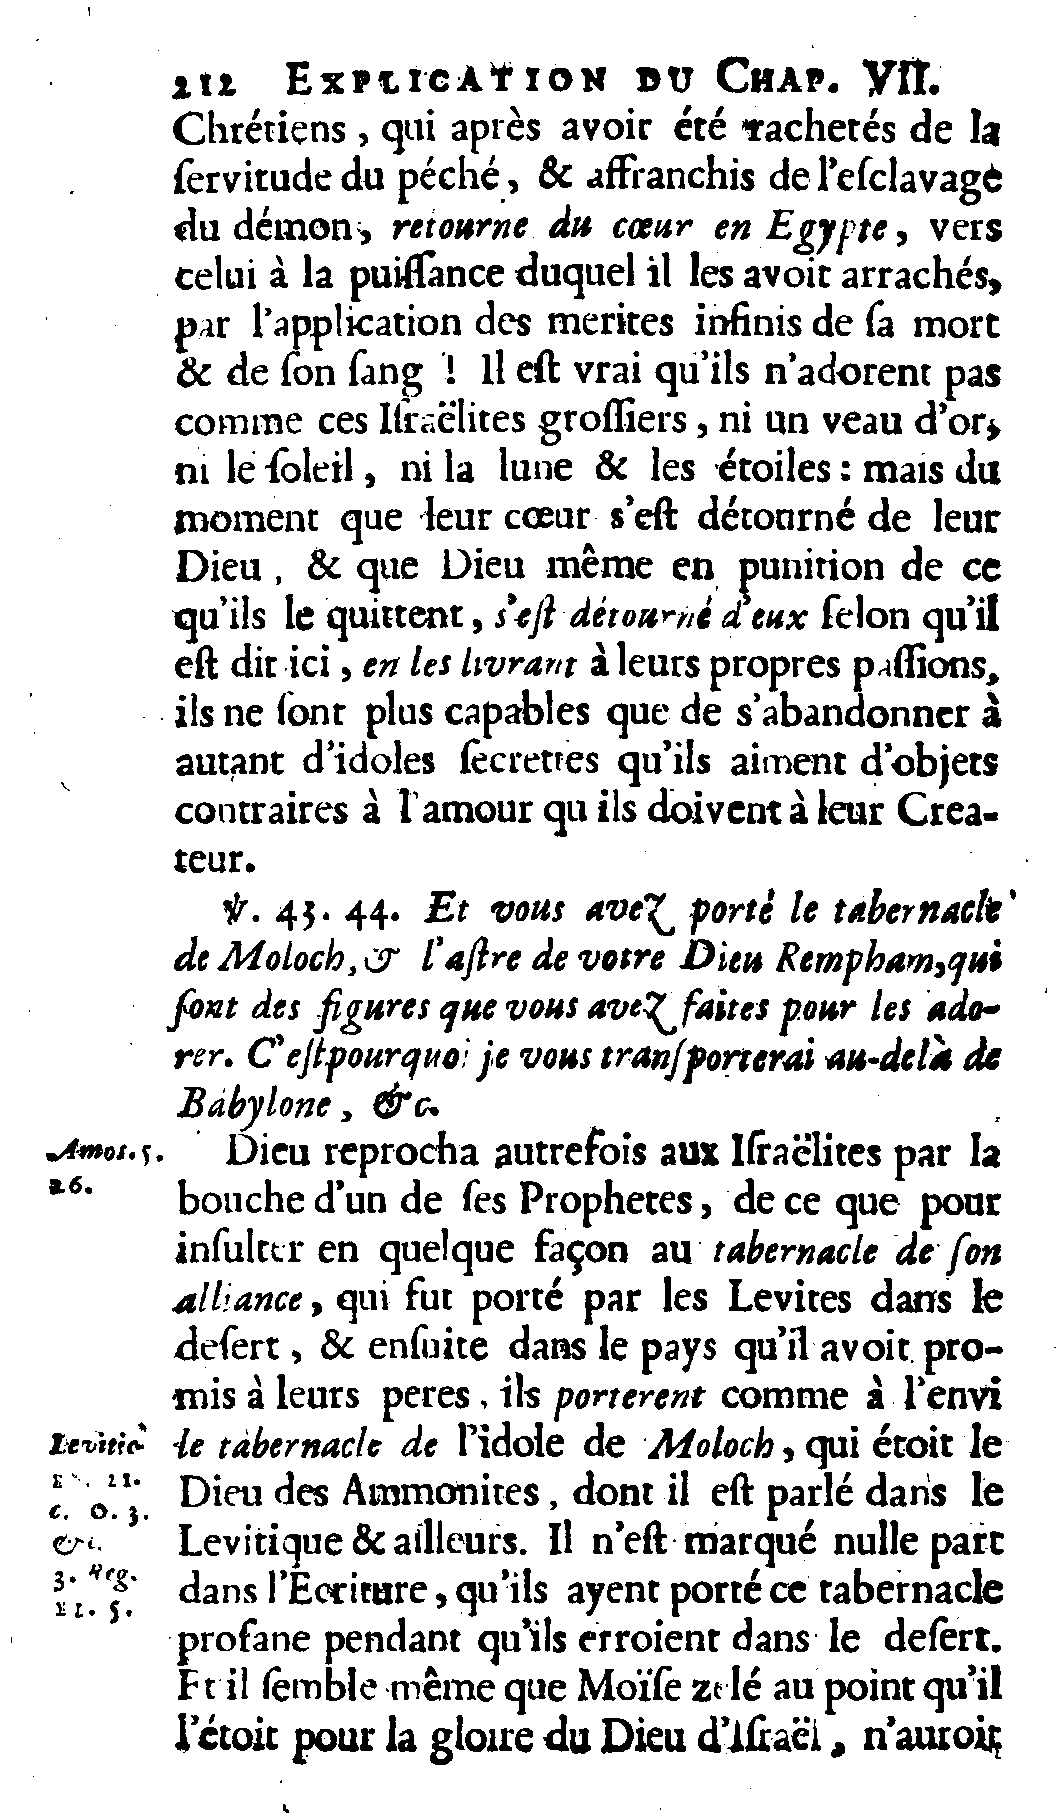 212 EXPLICATION DU CHAP. VII.
Chrétiens, qui après avoir été rachetés de la
ſervitude du péché, & affranchis de l'eſclavage
du démon, retourne du cœur en Egypte, vers
celui à la puiſſance duquel il les avoit arrachés,
par l'application des merites infinis de ſa mort
& de ſon ſang ! Il eſt vrai qu'ils n'adorent pas
comme ces Iſraëlites groſſiers, ni un veau d'or,
ni le ſoleil, ni la lune & les étoiles : mais du
moment que leur cœur s'eſt détourné de leur
Dieu, & que Dieu même en punition de ce
qu'ils le quittent, s'eſt détourné d'eux ſelon qu'il
eſt dit ici, en les livrant à leurs propres paſſions,
ils ne ſont plus capables que de s'abandonner à
autant d'idoles ſecrettes qu'ils aiment d'objets
contraires à l'amour qu'ils doivent à leur Crea-
teur.
℣. 43. 44. Et vous avez porté le tabernacle
de Moloch, & l'aſtre de votre Dieu Rempham, qui
ſont des figures que vous avez faites pour les ado-
rer. C'eſt pourquoi je vous tranſporterai au-delà de
Babylone, &c.
Amos. 5.
26.
Dieu reprocha autrefois aux Iſraëlites par la
bouche d'un de ſes Prophetes, de ce que pour
inſulter en quelque façon au tabernacle de ſon
alliance, qui fut porté par les Levites dans le
deſert, & enſuite dans le pays qu'il avoit pro-
mis à leurs peres, ils porterent comme à l'envi
le tabernacle de l'idole de Moloch, qui étoit le
Dieu des Ammonites, dont il eſt parlé dans le
Levitique & ailleurs. Il n'eſt marqué nulle part
dans l'Ecriture, qu'ils ayent porté ce tabernacle
profane pendant qu'ils erroient dans le deſert.
Et il ſemble même que Moïſe zelé au point qu'il
l'étoit pour la gloire du Dieu d'Iſraël, n'auroit
Levitic
21.
c. 0. 3.
&c.
3. Reg.
11. 5.